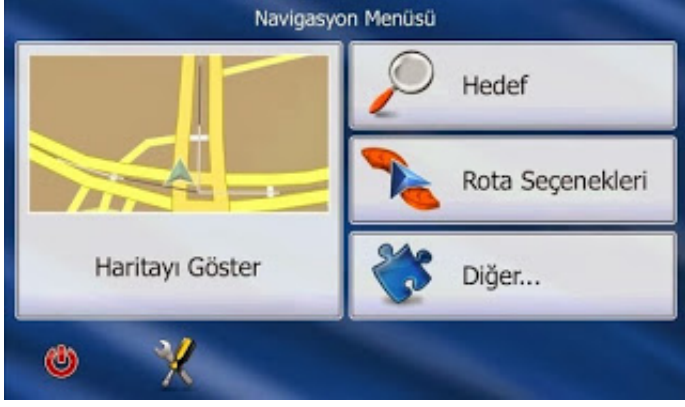 Navigasyon Menüsü
Haritayı Göster
Hedef
Rota Seçenekleri
Diğer...